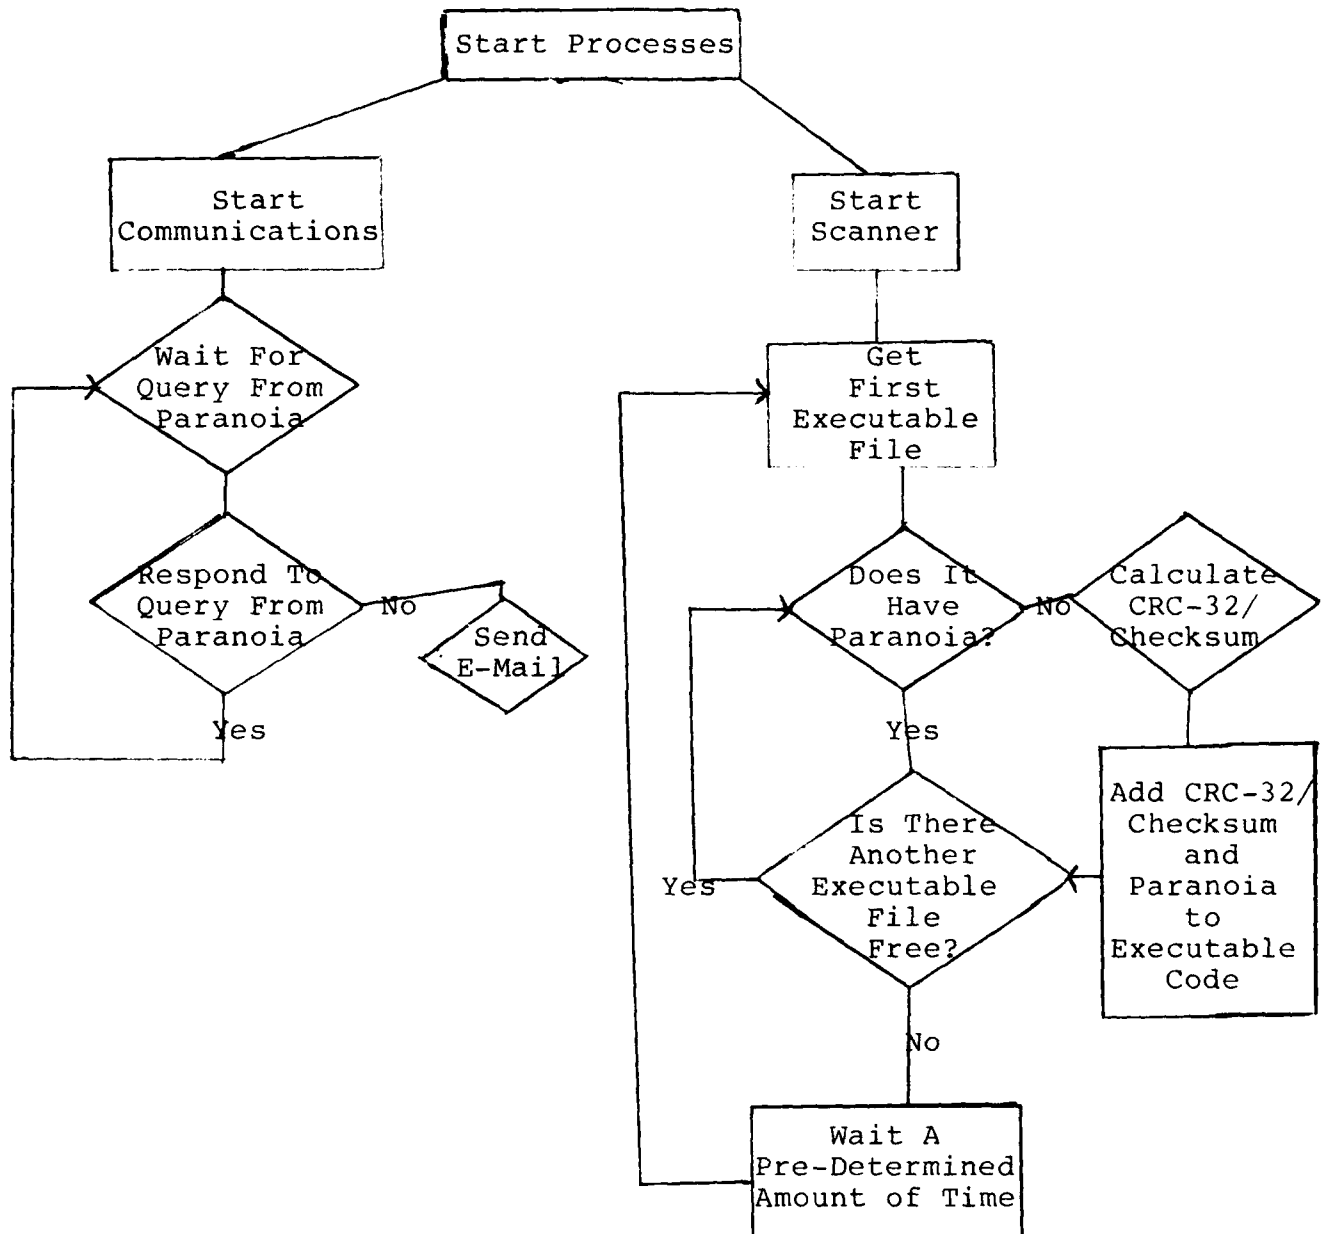 Start Processes
Start
Communications
Wait For
Query From
Paranoia
Respond To
Query From
Paranoia
No
Send
E-Mail
Yes
Start
Scanner
Get
First
Executable
File
Does It
Have
Paranoia?
No
Calculate
CRC-32/
Checksum
Yes
Add CRC-32/
Checksum
and
Paranoia
to
Executable
Code
Is There
Another
Executable
File
Free?
Yes
No
Wait A
Pre-Determined
Amount of Time